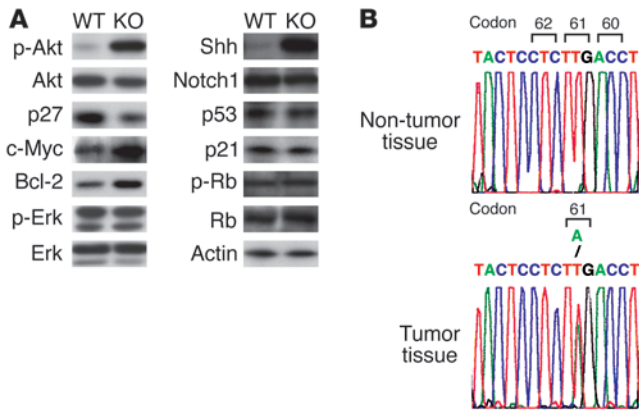 A
WT KO
p-Akt
Akt
p27
c-Myc
Bcl-2
p-Erk
Erk
WT KO
Shh
Notch1
p53
p21
p-Rb
Rb
Actin
B
Codon 62 61 60
TACTCCTCTTGACCT
Non-tumor
tissue
Codon 61
A
/
TACTCCTCTTGACCT
Tumor
tissue